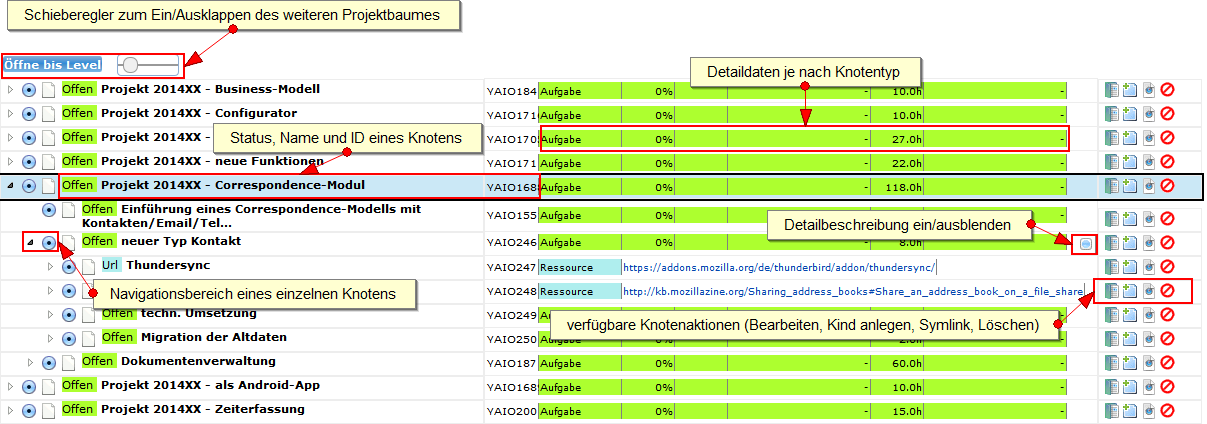 Schieberegler zum Ein/Ausklappen des weiteren Projektbaumes
Öffne bis Level
Detaildaten je nach Knotentyp
Offen Projekt 2014XX - Business-Modell YAIO184 Aufgabe 0% - 10.0h -
Offen Projekt 2014XX - Configurator YAIO171 Aufgabe 0% - 10.0h -
Status, Name und ID eines Knotens
Offen Projekt 2014XX - YAIO170 Aufgabe 0% - 27.0h -
Offen Projekt 2014XX - neue Funktionen YAIO171 Aufgabe 0% - 22.0h -
Offen Projekt 2014XX - Correspondence-Modul YAIO168 Aufgabe 0% - 118.0h -
Offen Einführung eines Correspondence-Modells mit
Kontakten/Email/Tel... YAIO155 Aufgabe 0% - 40.0h -
Detailbeschreibung ein/ausblenden
Offen neuer Typ Kontakt YAIO246 Aufgabe 0% - 8.0h
Url Thundersync YAIO247 Ressource https://addons.mozilla.org/de/thunderbird/addon/thundersync/
Navigationsbereich eines einzelnen Knotens
YAIO248 Ressource http://kb.mozillazine.org/Sharing_address_books#Share_an_address_book_on_a_file_share
Offen techn. Umsetzung YAIO249
verfügbare Knotenaktionen (Bearbeiten, Kind anlegen, Symlink, Löschen)
Offen Migration der Altdaten YAIO250 Aufgabe 0% - 2.0h -
Offen Dokumentenverwaltung YAIO187 Aufgabe 0% - 60.0h -
Offen Projekt 2014XX - als Android-App YAIO168 Aufgabe 0% - 10.0h -
Offen Projekt 2014XX - Zeiterfassung YAIO200 Aufgabe 0% - 15.0h -